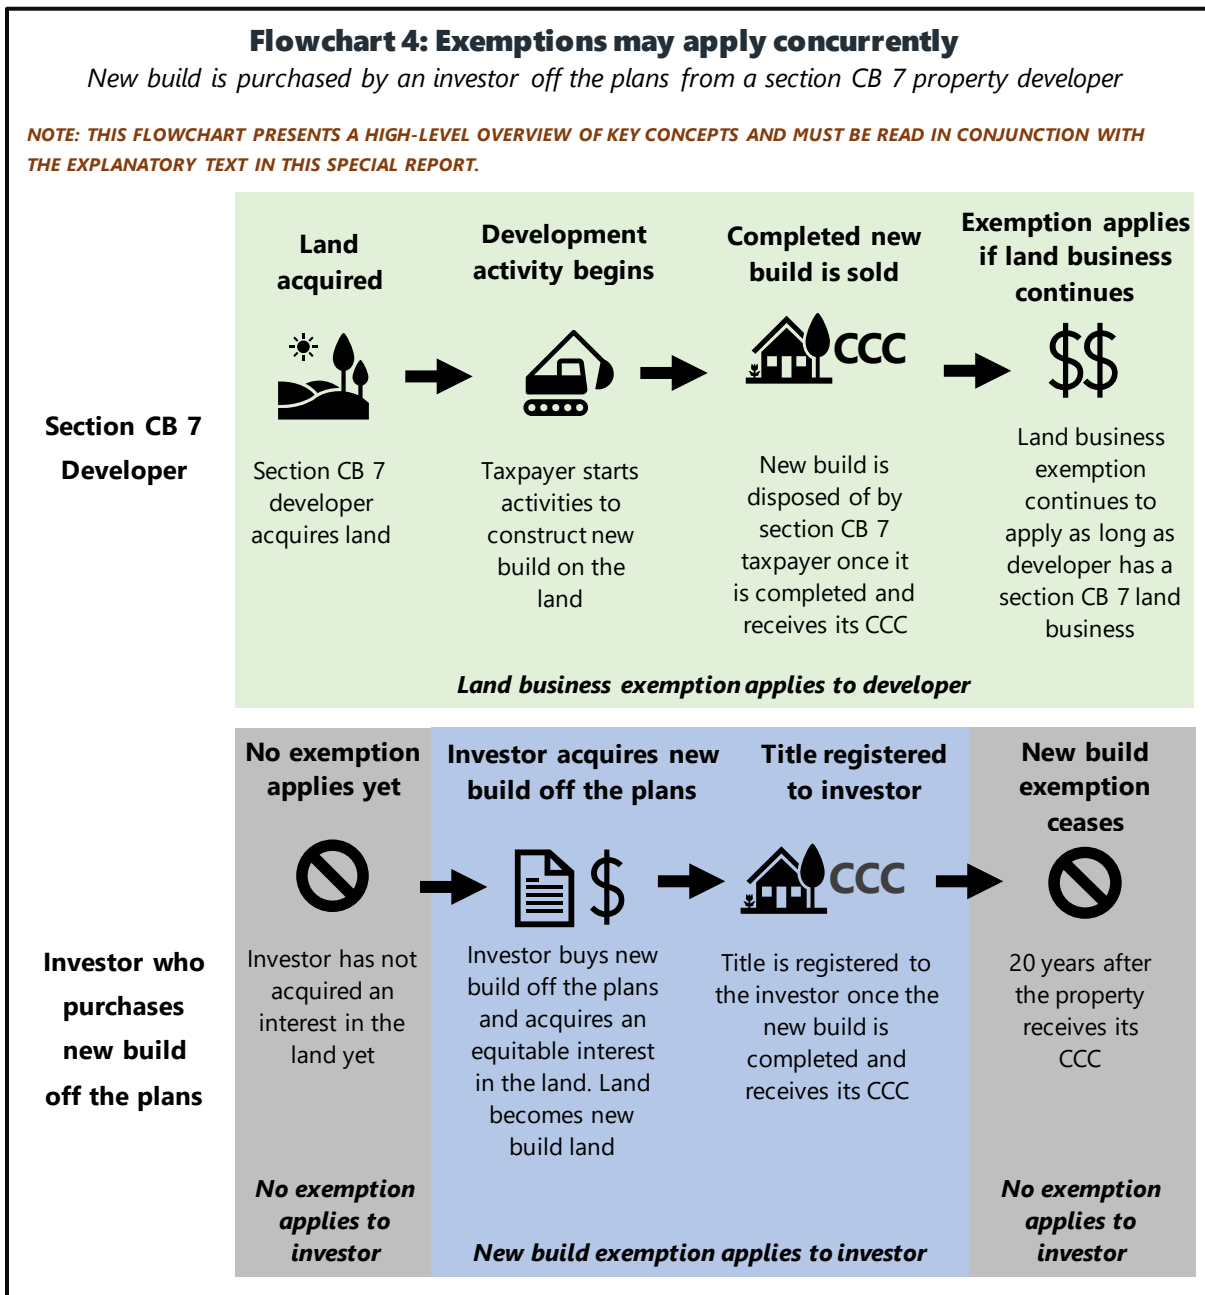 Flowchart 4: Exemptions may apply concurrently
New build is purchased by an investor off the plans from a section CB 7 property developer
NOTE: THIS FLOWCHART PRESENTS A HIGH-LEVEL OVERVIEW OF KEY CONCEPTS AND MUST BE READ IN CONJUNCTION WITH
THE EXPLANATORY TEXT IN THIS SPECIAL REPORT.
Section CB 7
Developer
Land
acquired
Section CB 7
developer
acquires land
Development
activity begins
Taxpayer starts
activities to
construct new
build on the
land
Completed new
build is sold
CCC
New build is
disposed of by
section CB 7
taxpayer once it
is completed and
receives its CCC
Exemption applies
if land business
continues
$$
Land business
exemption
continues to
apply as long as
developer has a
section CB 7 land
business
Land business exemption applies to developer
Investor who
purchases
new build
off the plans
No exemption
applies yet
Investor has not
acquired an
interest in the
land yet
No exemption
applies to
investor
Investor acquires new
build off the plans
$
Investor buys new
build off the plans
and acquires an
equitable interest
in the land. Land
becomes new
build land
Title registered
to investor
CCC
Title is registered to
the investor once the
new build is
completed and
receives its CCC
New build exemption applies to investor
New build
exemption
ceases
20 years after
the property
receives its
CCC
No exemption
applies to
investor